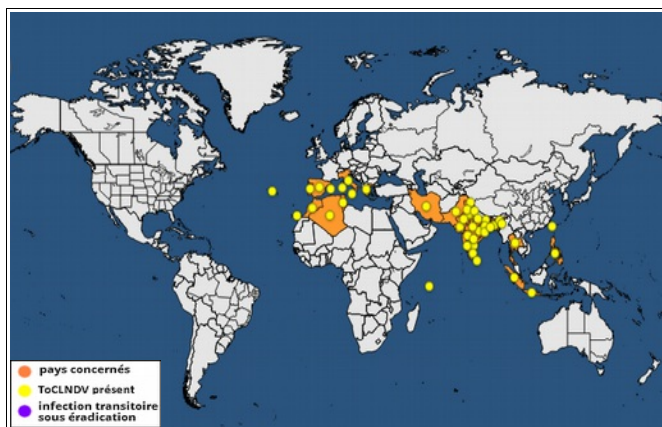 pays concernés
ToCLNDV présent
infection transitoire
sous éradication